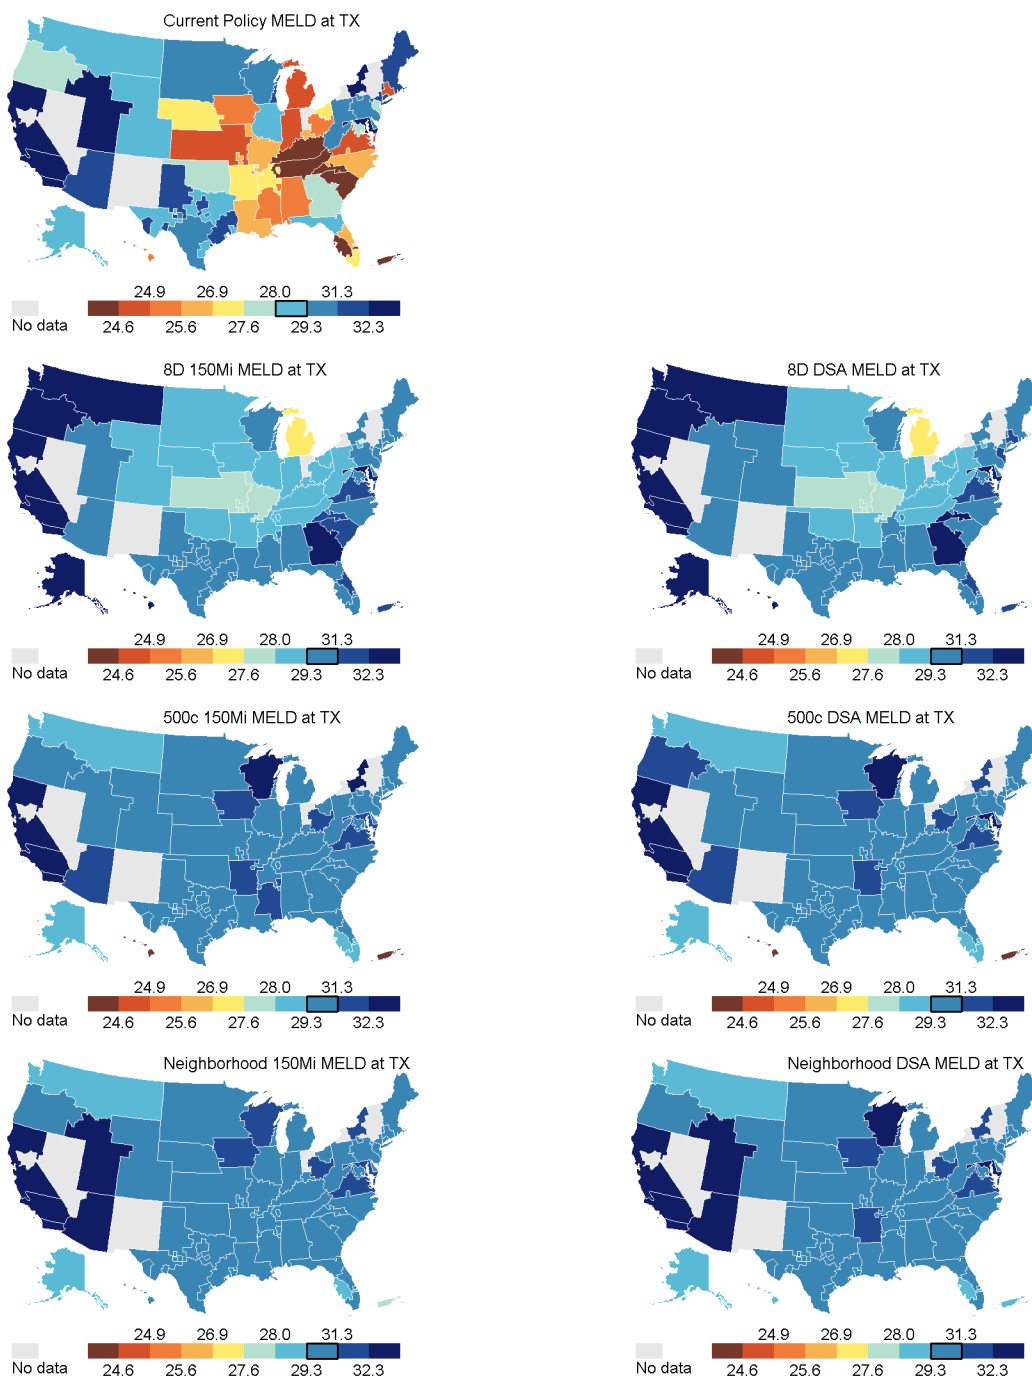 Current Policy MELD at TX
24.9 26.9 28.0 31.3
No data 24.6 25.6 27.6 29.3 32.3
8D 150Mi MELD at TX
24.9 26.9 28.0 31.3
No data 24.6 25.6 27.6 29.3 32.3
8D DSA MELD at TX
24.9 26.9 28.0 31.3
No data 24.6 25.6 27.6 29.3 32.3
500c 150Mi MELD at TX
24.9 26.9 28.0 31.3
No data 24.6 25.6 27.6 29.3 32.3
500c DSA MELD at TX
24.9 26.9 28.0 31.3
No data 24.6 25.6 27.6 29.3 32.3
Neighborhood 150Mi MELD at TX
24.9 26.9 28.0 31.3
No data 24.6 25.6 27.6 29.3 32.3
Neighborhood DSA MELD at TX
24.9 26.9 28.0 31.3
No data 24.6 25.6 27.6 29.3 32.3